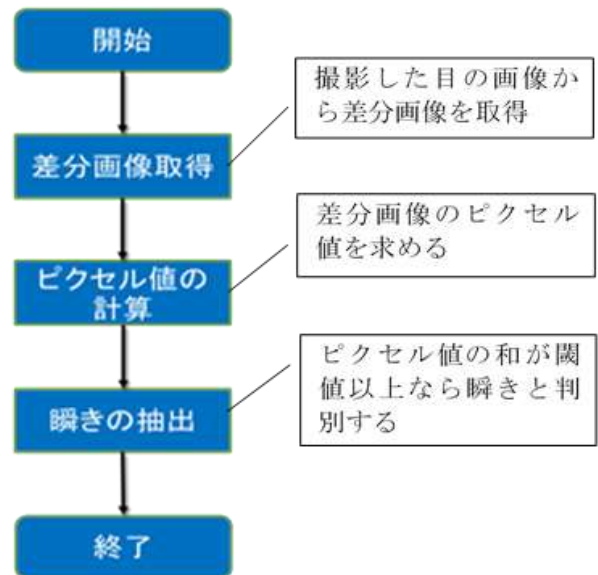 開始
撮影した目の画像か
ら差分画像を取得
差分画像取得
差分画像のピクセル
値を求める
ピクセル値の
計算
ピクセル値の和が閾
値以上なら瞬きと判
別する
瞬きの抽出
終了